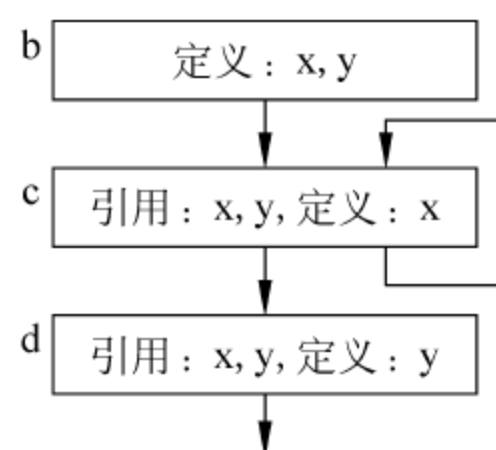 b
定义：x, y
c
引用：x, y, 定义：x
d
引用：x, y, 定义：y